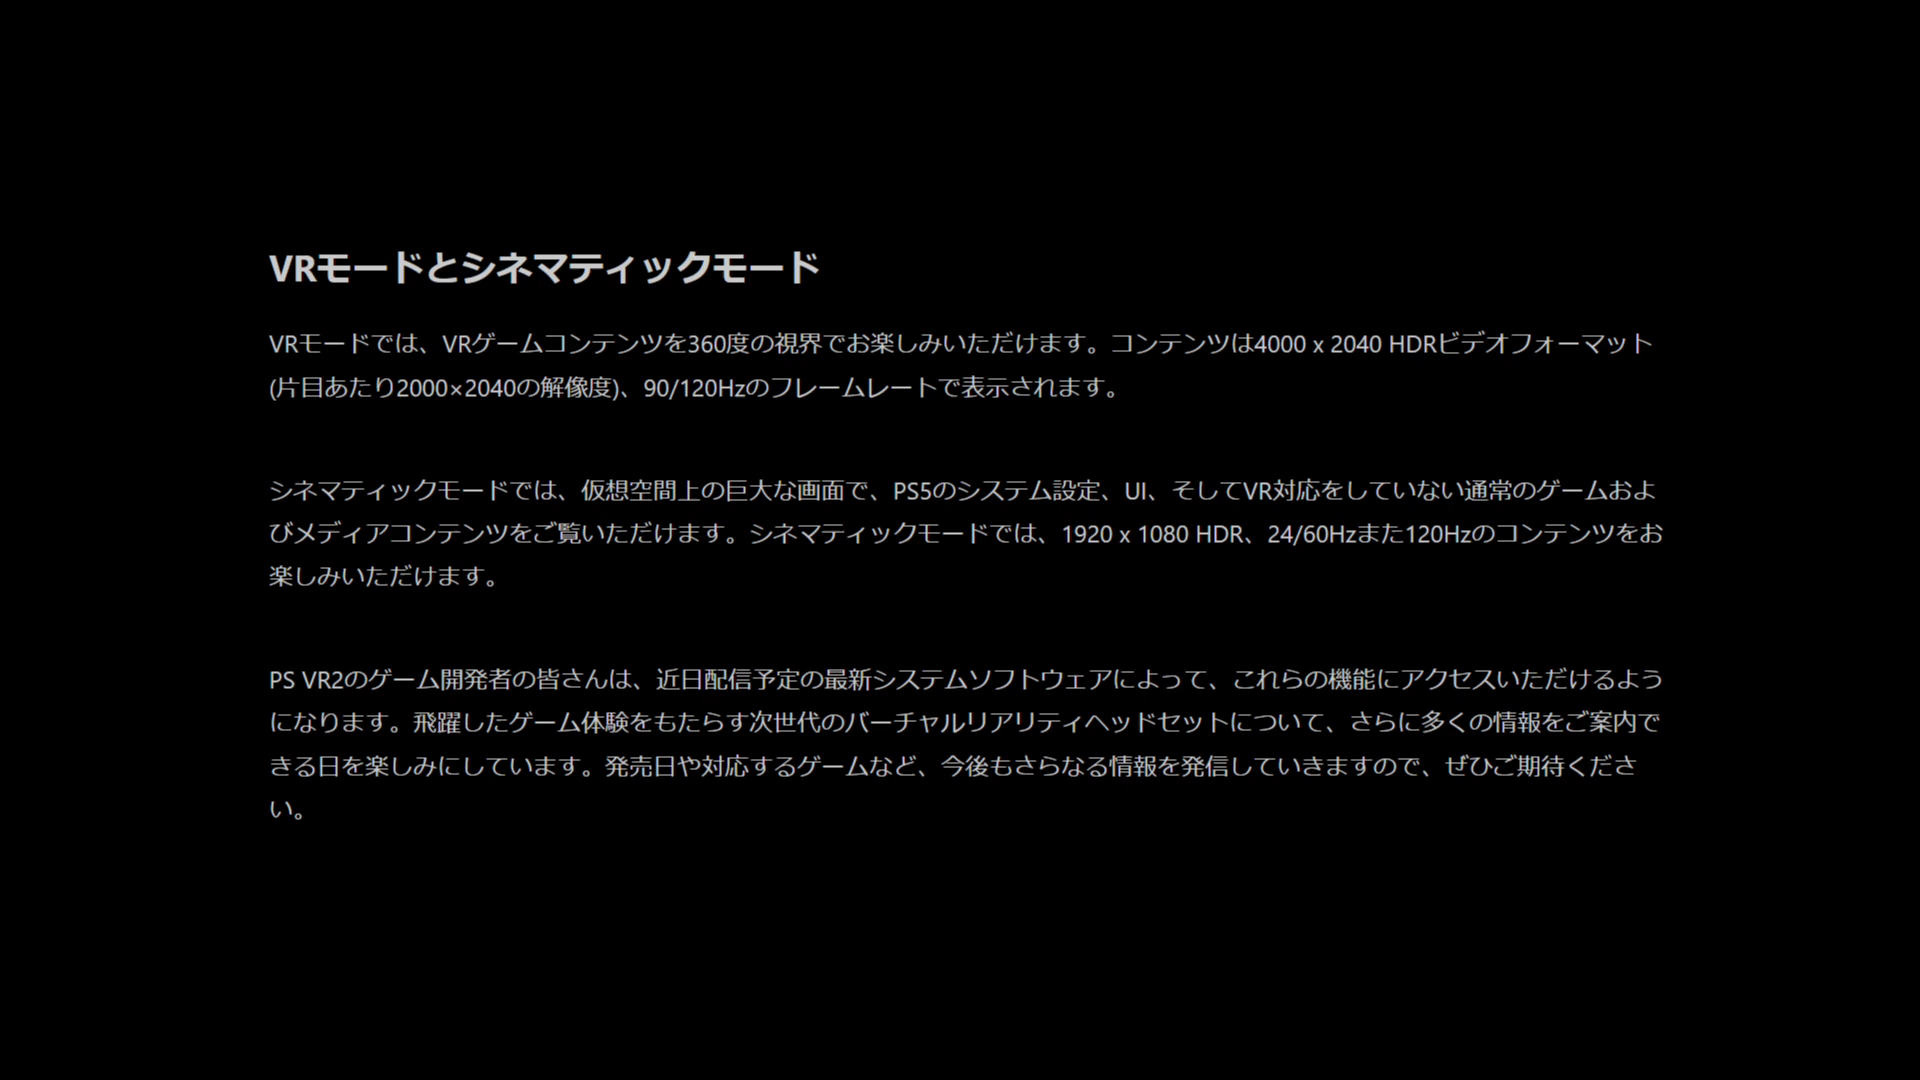 VRモードとシネマティックモード
VRモードでは、VRゲームコンテンツを360度の視界でお楽しみいただけます。コンテンツは4000 x 2040 HDRビデオフォーマット
(片目あたり2000×2040の解像度)、90/120Hzのフレームレートで表示されます。
シネマティックモードでは、仮想空間上の巨大な画面で、PS5のシステム設定、UI、そしてVR対応をしていない通常のゲームおよ
びメディアコンテンツをご覧いただけます。シネマティックモードでは、1920 x 1080 HDR、24/60Hzまた120Hzのコンテンツをお
楽しみいただけます。
PS VR2のゲーム開発者の皆さんは、近日配信予定の最新システムソフトウェアによって、これらの機能にアクセスいただけるよう
になります。飛躍したゲーム体験をもたらす次世代のバーチャルリアリティヘッドセットについて、さらに多くの情報をご案内で
きる日を楽しみにしています。発売日や対応するゲームなど、今後もさらなる情報を発信していきますので、ぜひご期待くださ
い。